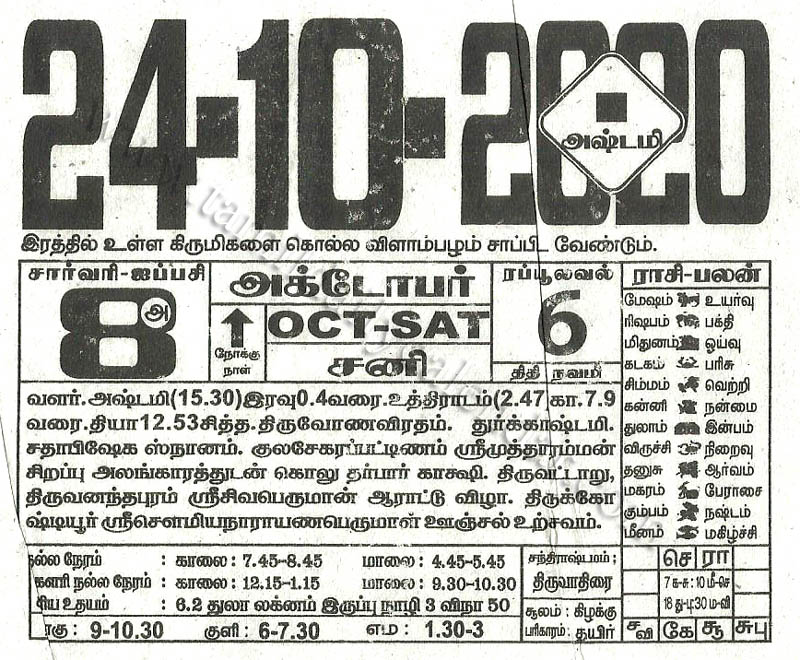 24-10-2020
அஷ்டமி
இரத்தில் உள்ள கிருமிகளை கொல்ல விளாம்பழம் சாப்பிட வேண்டும்.
சார்வரி-ஐப்பசி
8
அ
அக்டோபர்
நோக்கு
நாள்
OCT-SAT
சனி
ரப்யூலவல்
6
திதி நவமி
ராசி-பலன்
மேஷம் உயர்வு
ரிஷபம் பக்தி
மிதுனம் ஓய்வு
கடகம் பரிசு
சிம்மம் வெற்றி
கன்னி நன்மை
துலாம் இன்பம்
விருச்சி நிறைவு
தனுசு ஆர்வம்
மகரம் பேராசை
கும்பம் நஷ்டம்
மீனம் மகிழ்ச்சி
வளர்.அஷ்டமி(15.30)இரவு0.4வரை.உத்திராடம்(2.47 கா.7.9
வரை.தியா12.53சித்த.திருவோணவிரதம். துர்க்காஷ்டமி.
சதாபிஷேக ஸ்நானம். குலசேகரப்பட்டிணம் ஸ்ரீமுத்தாரம்மன்
சிறப்பு அலங்காரத்துடன் கொலு தர்பார் காக்ஷி. திருவட்டாறு,
திருவனந்தபுரம் ஸ்ரீசிவபெருமான் ஆராட்டு விழா. திருக்கோ
ஷ்டியூர் ஸ்ரீசௌமியநாராயணபெருமாள் ஊஞ்சல் உற்சவம்.
நல்ல நேரம் : காலை: 7.45-8.45 மாலை: 4.45-5.45
களரி நல்ல நேரம் : காலை: 12.15-1.15 மாலை: 9.30-10.30
ரிய உதயம் : 6.2 துலா லக்னம் இருப்பு நாழி 3 விநா 50
ரகு: 9-10.30 குளி: 6-7.30 எம: 1.30-3
சந்திராஷ்டமம்:
திருவாதிரை
சூலம்: கிழக்கு
பரிகாரம்: தயிர்
செ ரா
7 க-சு:10 மீ-செ
18 து-பு:30 ம-வி
ச வி கே சூ சுபு